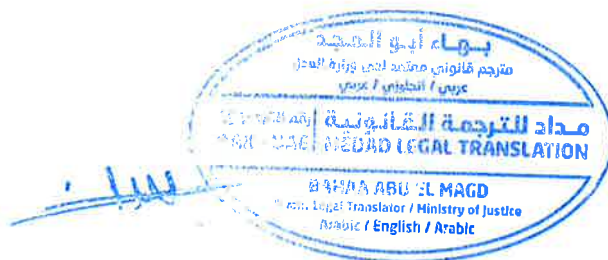 بهاء أبو المجد
مترجم قانوني معتمد لدى وزارة العدل
عربي / انجليزي / عربي
مداد للترجمة القانونية
UAE MEDAD LEGAL TRANSLATION
BAHAA ABU EL MAGD
Legal Translator / Ministry of Justice
Arabic / English / Arabic